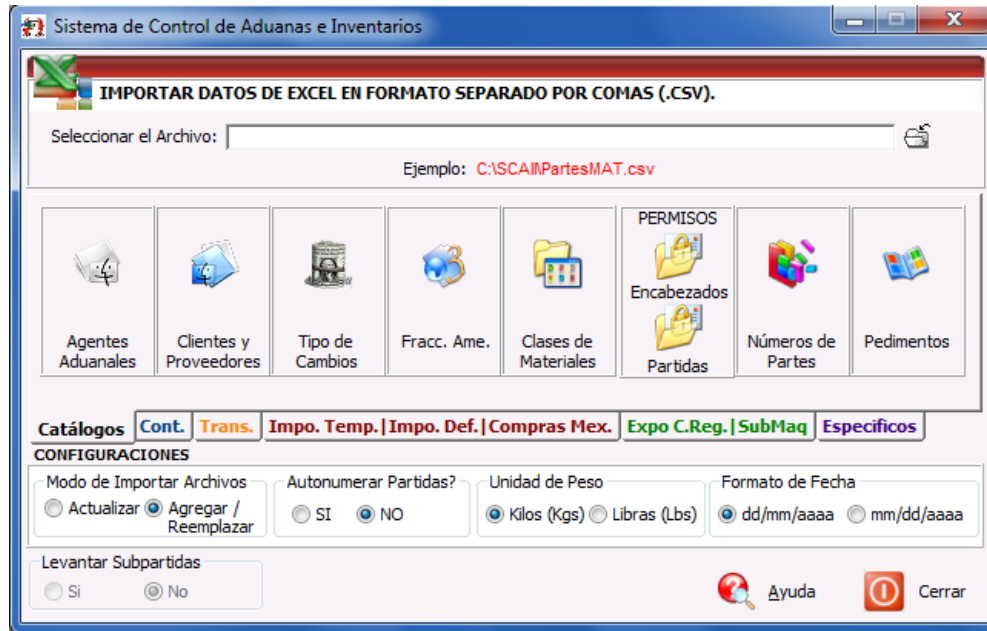 Sistema de Control de Aduanas e Inventarios
IMPORTAR DATOS DE EXCEL EN FORMATO SEPARADO POR COMAS (.CSV).
Seleccionar el Archivo:
Ejemplo: C:\SCAII\PartesMAT.csv
Agentes
Aduanales
Clientes y
Proveedores
Tipo de
Cambios
Fracc. Ame.
Clases de
Materiales
PERMISOS
Encabezados
Partidas
Números de
Partes
Pedimentos
Catálogos Cont. Trans. Impo. Temp.|Impo. Def.|Compras Mex. Expo C.Reg.|SubMaq Especificos
CONFIGURACIONES
Modo de Importar Archivos
Actualizar Agregar /
Reemplazar
Autonumerar Partidas?
SI NO
Unidad de Peso
Kilos (Kgs) Libras (Lbs)
Formato de Fecha
dd/mm/aaaa mm/dd/aaaa
Levantar Subpartidas
Si No
Ayuda Cerrar